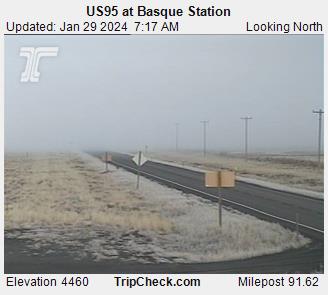 US95 at Basque Station
Updated: Jan 29 2024 7:17 AM Looking North
Elevation 4460 TripCheck.com Milepost 91.62